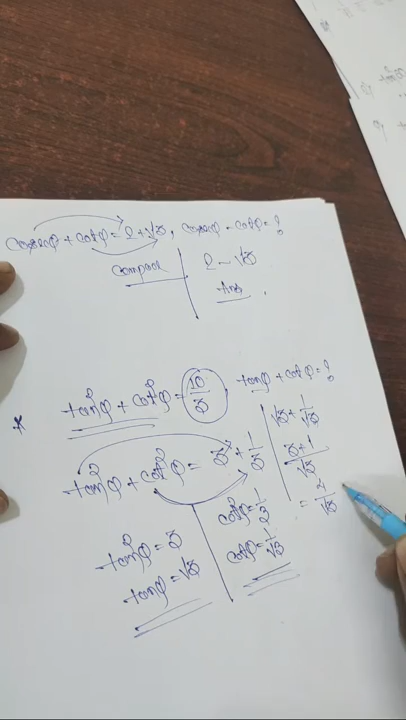 cosecφ + cotφ = 2 + √3, cosecφ - cotφ = ?
compare
2 - √3
Ans
* tan²φ + cot²φ = 10/3, tanφ + cotφ = ?
tan²φ + cot²φ = 3 + 1/3
tan²φ = 3
tanφ = √3
cot²φ = 1/3
cotφ = 1/√3
√3 + 1/√3
3+1/√3
= 4/√3